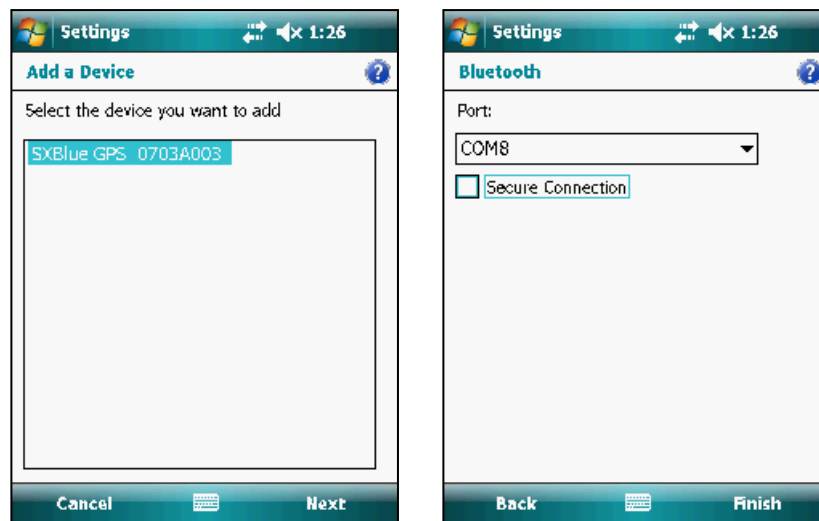 Settings 1:26
Add a Device ?
Select the device you want to add
SXBlue GPS 0703A003
Cancel Next
Settings 1:26
Bluetooth ?
Port:
COM8
Secure Connection
Back Finish